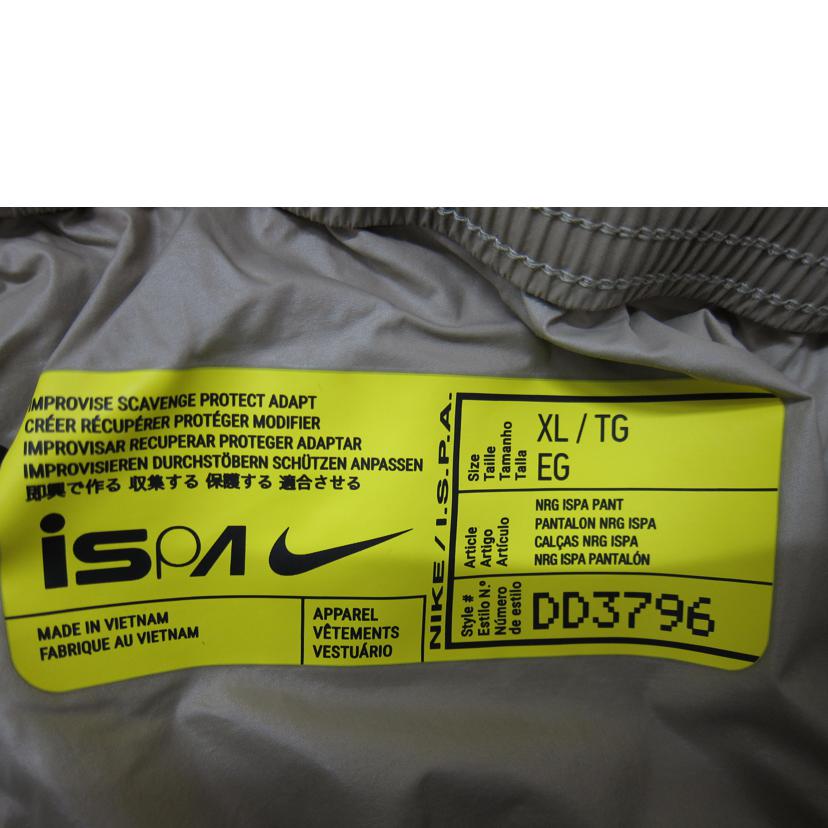 IMPROVISE SCAVENGE PROTECT ADAPT
CRÉER RÉCUPÉRER PROTÉGER MODIFIER
IMPROVISAR RECUPERAR PROTEGER ADAPTAR
IMPROVISIEREN DURCHSTÖBERN SCHÜTZEN ANPASSEN
即興で作る 収集する 保護する 適合させる
iSPA
MADE IN VIETNAM
FABRIQUE AU VIETNAM
APPAREL
VÊTEMENTS
VESTUÁRIO
NIKE / I.S.P.A.
Size
Taille
Tamanho
Talla
XL / TG
EG
Article
Artigo
Artículo
NRG ISPA PANT
PANTALON NRG ISPA
CALÇAS NRG ISPA
NRG ISPA PANTALÓN
Style #
Estilo N.º
Número
de estilo
DD3796